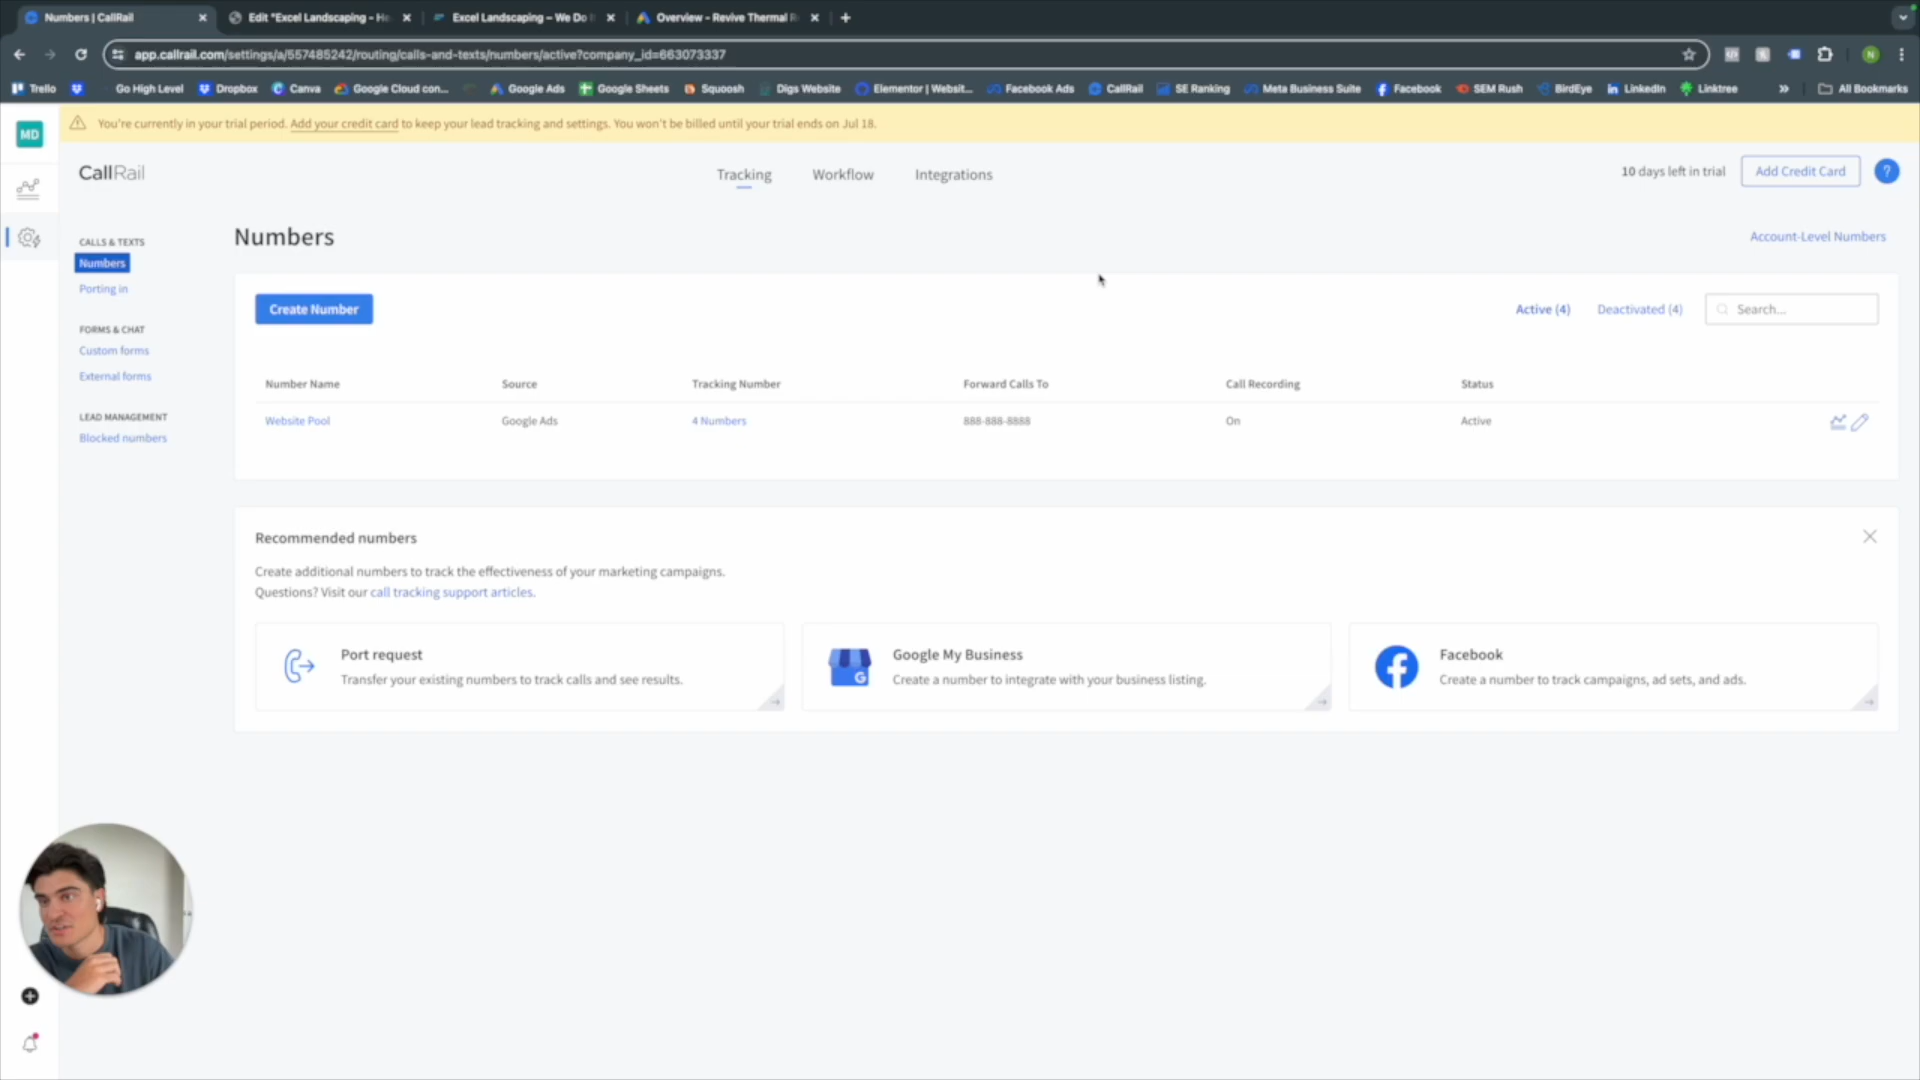 Numbers | CallRail
Edit "Excel Landscaping - H
Excel Landscaping – We Do
Overview - Revive Thermal
app.callrail.com/settings/a/557485242/routing/calls-and-texts/numbers/active?company_id=663073337
N
Trello
Go High Level
Dropbox
Canva
Google Cloud con...
Google Ads
Google Sheets
Squoosh
Digs Website
Elementor | Websit...
Facebook Ads
CallRail
SE Ranking
Meta Business Suite
Facebook
SEM Rush
BirdEye
LinkedIn
Linktree
»
All Bookmarks
MD
You're currently in your trial period. Add your credit card to keep your lead tracking and settings. You won't be billed until your trial ends on Jul 18.
CallRail
Tracking
Workflow
Integrations
10 days left in trial
Add Credit Card
?
CALLS & TEXTS
Numbers
Porting in
FORMS & CHAT
Custom forms
External forms
LEAD MANAGEMENT
Blocked numbers
Numbers
Account-Level Numbers
Create Number
Active (4)
Deactivated (4)
Search...
Number Name
Source
Tracking Number
Forward Calls To
Call Recording
Status
Website Pool
Google Ads
4 Numbers
888-888-8888
On
Active
Recommended numbers
Create additional numbers to track the effectiveness of your marketing campaigns.
Questions? Visit our call tracking support articles.
Port request
Transfer your existing numbers to track calls and see results.
G
Google My Business
Create a number to integrate with your business listing.
Facebook
Create a number to track campaigns, ad sets, and ads.